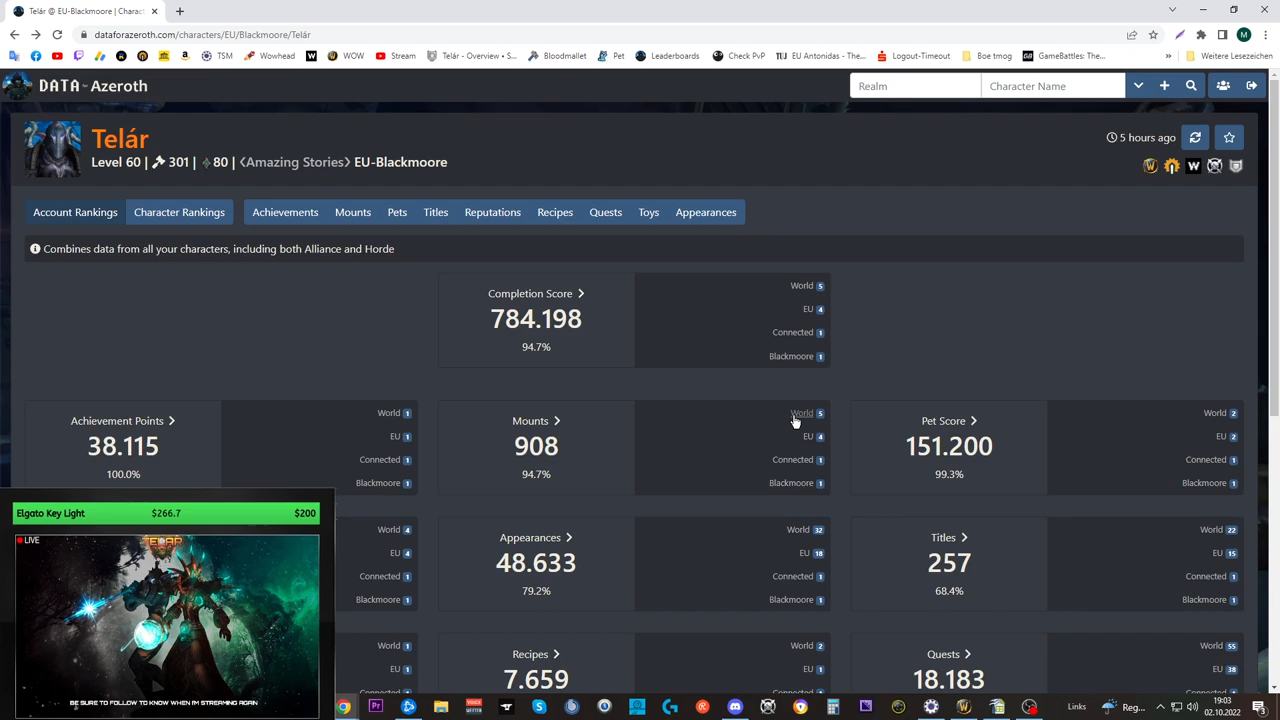 Telár @ EU-Blackmoore | Charact
dataforazeroth.com/characters/EU/Blackmoore/Telár
M
TSM
Wowhead
WOW
Stream
Telár - Overview • S...
Bloodmallet
Pet
Leaderboards
Check PvP
EU Antonidas - The...
Logout-Timeout
Boe tmog
GameBattles: The...
»
Weitere Lesezeichen
DATA for Azeroth
Realm
Character Name
Telár
Level 60 | 301 | 80 | <Amazing Stories> EU-Blackmoore
5 hours ago
Account Rankings
Character Rankings
Achievements
Mounts
Pets
Titles
Reputations
Recipes
Quests
Toys
Appearances
Combines data from all your characters, including both Alliance and Horde
Completion Score
784.198
94.7%
World 5
EU 4
Connected 1
Blackmoore 1
Achievement Points
38.115
100.0%
World 1
EU 1
Connected 1
Blackmoore 1
Mounts
908
94.7%
World 5
EU 4
Connected 1
Blackmoore 1
Pet Score
151.200
99.3%
World 2
EU 2
Connected 1
Blackmoore 1
Elgato Key Light $266.7 $200
LIVE
TELAR
BE SURE TO FOLLOW TO KNOW WHEN I'M STREAMING AGAIN
World 4
EU 4
Connected 1
Blackmoore 1
Appearances
48.633
79.2%
World 32
EU 18
Connected 1
Blackmoore 1
Titles
257
68.4%
World 22
EU 15
Connected 1
Blackmoore 1
World 1
EU 1
Recipes
7.659
World 2
EU 1
Quests
18.183
World 55
EU 38
Links
Reg...
19:03
02.10.2022